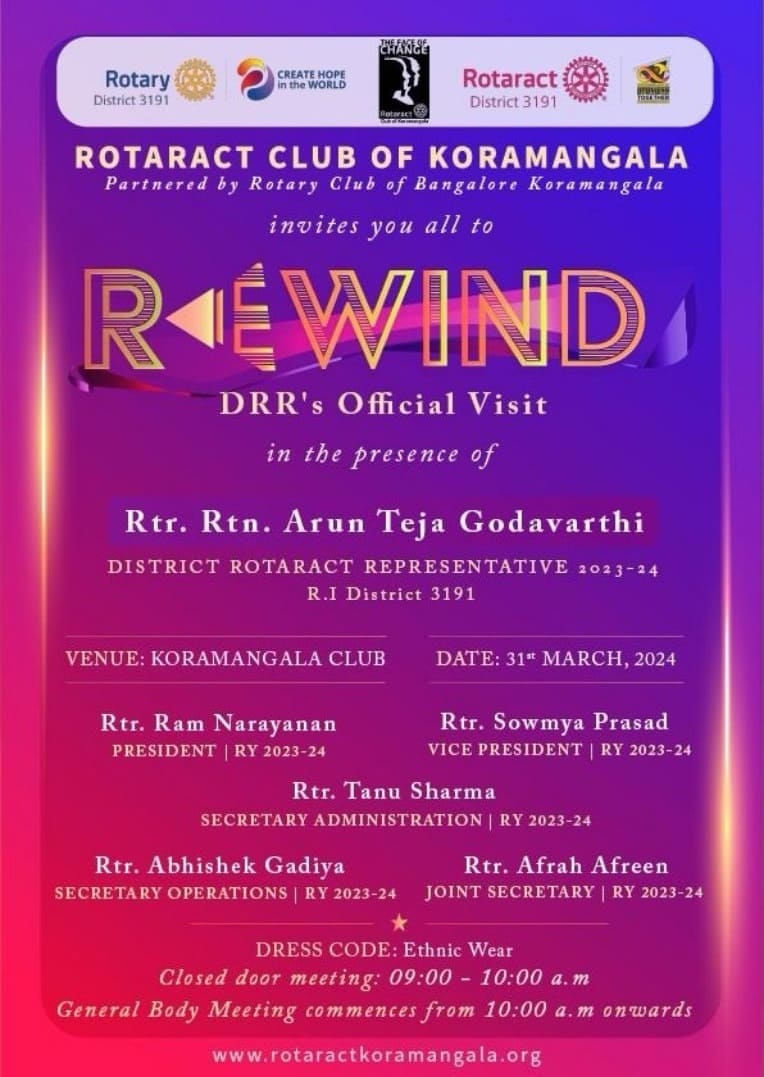 Rotary
District 3191
CREATE HOPE
in the WORLD
THE FACE OF
CHANGE
Rotaract
Club of Koramangala
Rotaract
District 3191
TOGETHER
ROTARACT CLUB OF KORAMANGALA
Partnered by Rotary Club of Bangalore Koramangala
invites you all to
REWIND
DRR's Official Visit
in the presence of
Rtr. Rtn. Arun Teja Godavarthi
DISTRICT ROTARACT REPRESENTATIVE 2023-24
R.I District 3191
VENUE: KORAMANGALA CLUB
DATE: 31st MARCH, 2024
Rtr. Ram Narayanan
PRESIDENT | RY 2023-24
Rtr. Sowmya Prasad
VICE PRESIDENT | RY 2023-24
Rtr. Tanu Sharma
SECRETARY ADMINISTRATION | RY 2023-24
Rtr. Abhishek Gadiya
SECRETARY OPERATIONS | RY 2023-24
Rtr. Afrah Afreen
JOINT SECRETARY | RY 2023-24
DRESS CODE: Ethnic Wear
Closed door meeting: 09:00 - 10:00 a.m
General Body Meeting commences from 10:00 a.m onwards
www.rotaractkoramangala.org